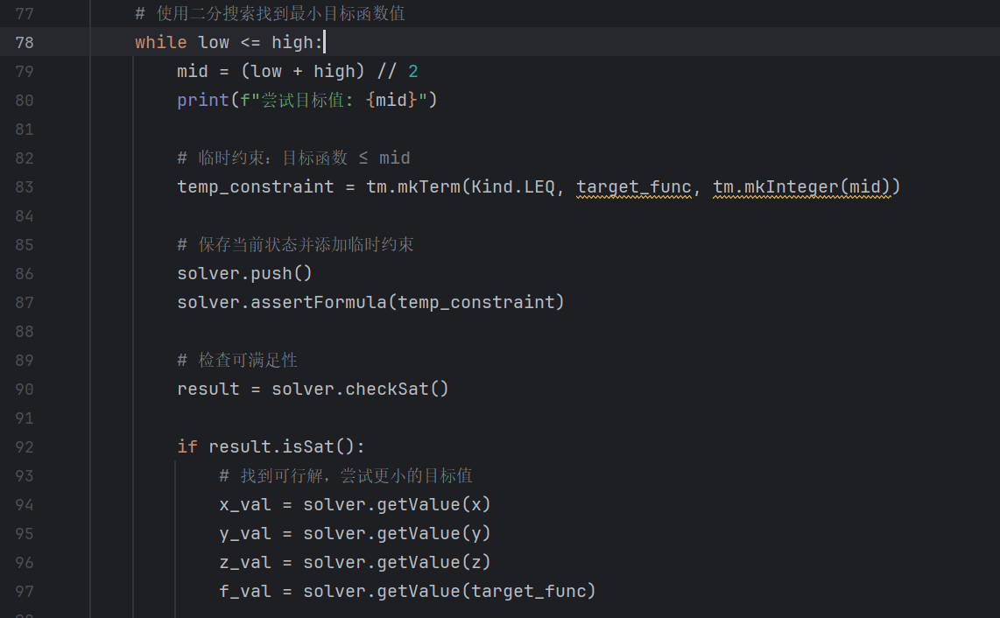 77 # 使用二分搜索找到最小目标函数值
78 while low <= high:
79 mid = (low + high) // 2
80 print(f"尝试目标值: {mid}")
81
82 # 临时约束：目标函数 ≤ mid
83 temp_constraint = tm.mkTerm(Kind.LEQ, target_func, tm.mkInteger(mid))
84
85 # 保存当前状态并添加临时约束
86 solver.push()
87 solver.assertFormula(temp_constraint)
88
89 # 检查可满足性
90 result = solver.checkSat()
91
92 if result.isSat():
93 # 找到可行解，尝试更小的目标值
94 x_val = solver.getValue(x)
95 y_val = solver.getValue(y)
96 z_val = solver.getValue(z)
97 f_val = solver.getValue(target_func)